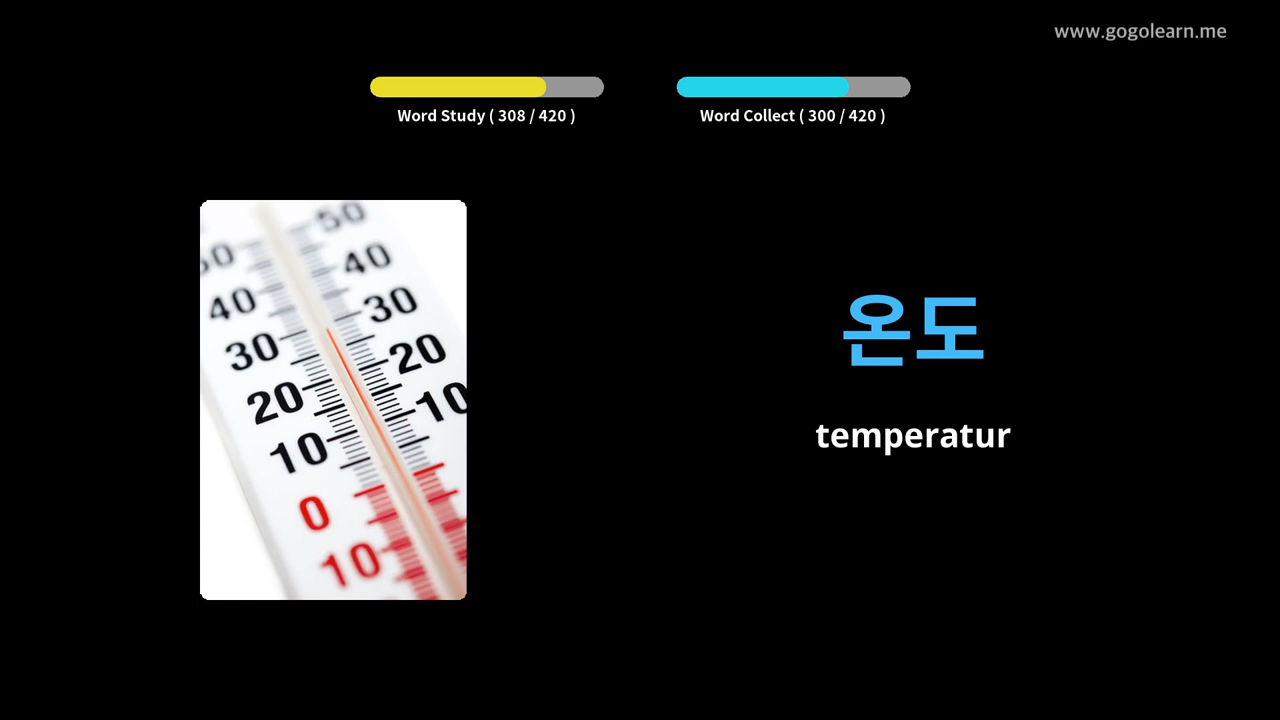 www.gogolearn.me
Word Study ( 308 / 420 )
Word Collect ( 300 / 420 )
50
50
40
40
30
30
20
20
10
10
0
10
온도
temperatur